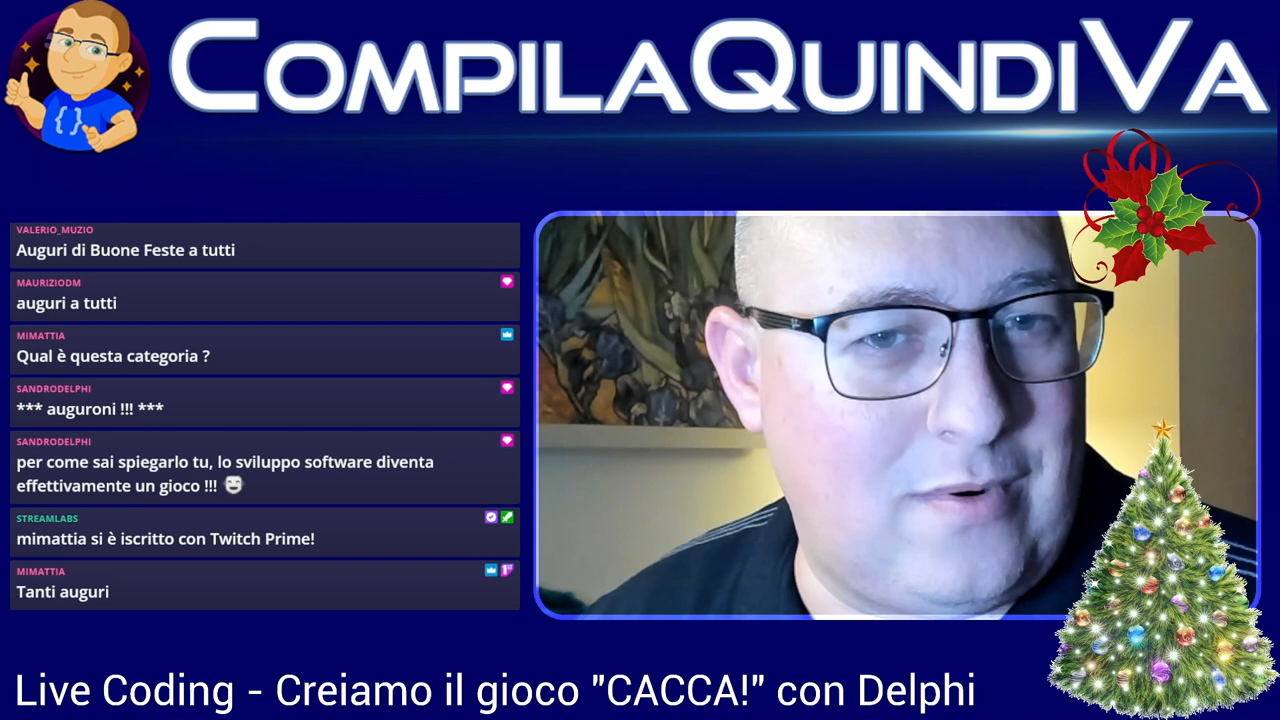 COMPILAQUINDIVA
{ }
VALERIO_MUZIO
Auguri di Buone Feste a tutti
MAURIZIODM
auguri a tutti
MIMATTIA
Qual è questa categoria ?
SANDRODELPHI
*** auguroni !!! ***
SANDRODELPHI
per come sai spiegarlo tu, lo sviluppo software diventa
effettivamente un gioco !!!
STREAMLABS
mimattia si è iscritto con Twitch Prime!
MIMATTIA
Tanti auguri
Live Coding - Creiamo il gioco "CACCA!" con Delphi